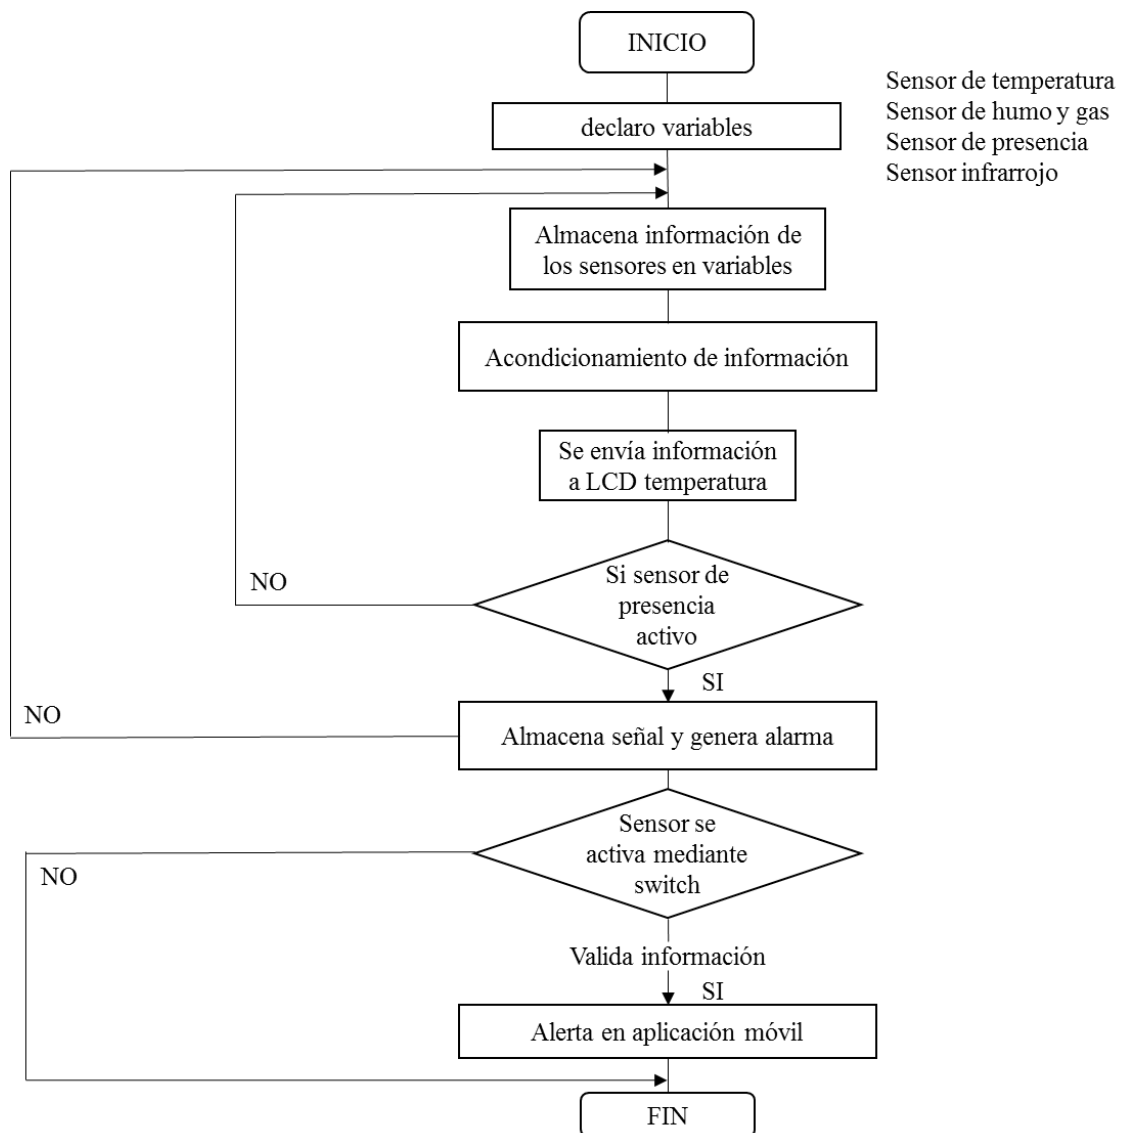 INICIO
Sensor de temperatura
Sensor de humo y gas
Sensor de presencia
Sensor infrarrojo
declaro variables
Almacena información de
los sensores en variables
Acondicionamiento de información
Se envía información
a LCD temperatura
Si sensor de
presencia
activo
NO
SI
NO
Almacena señal y genera alarma
Sensor se
activa mediante
switch
NO
Valida información
SI
Alerta en aplicación móvil
FIN